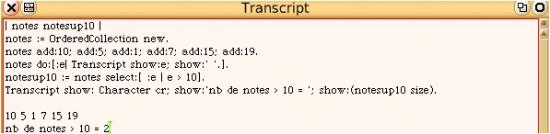 Transcript
| notes notesup10 |
notes := OrderedCollection new.
notes add:10; add:5; add:1; add:7; add:15; add:19.
notes do:[:e| Transcript show:e; show:' '.].
notesup10 := notes select:[ :e | e > 10].
Transcript show: Character cr; show:'nb de notes > 10 = '; show:(notesup10 size).
10 5 1 7 15 19
nb de notes > 10 = 2